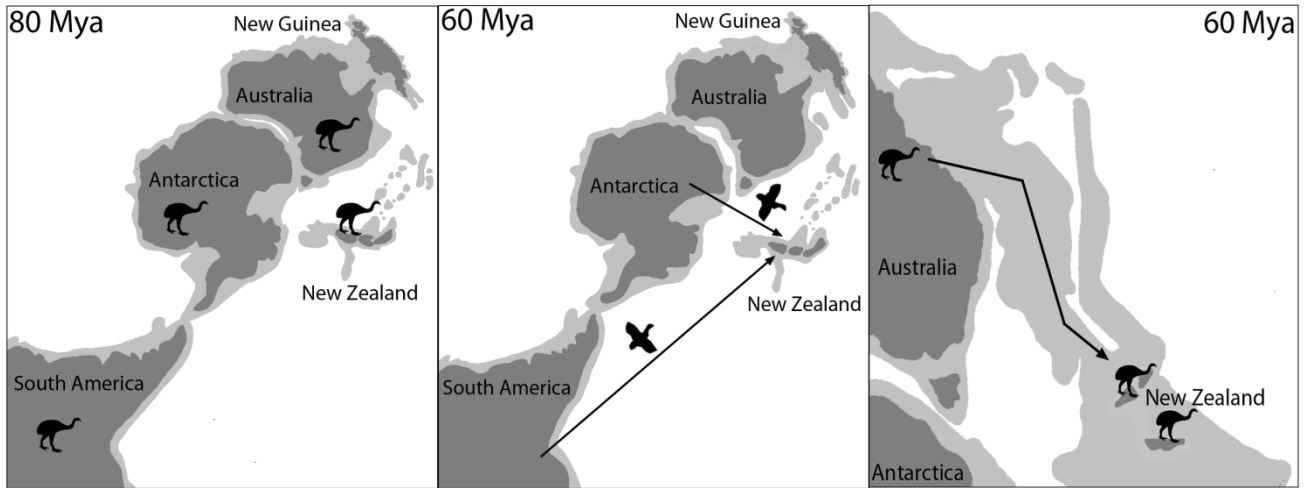 80 Mya
New Guinea
Australia
Antarctica
New Zealand
South America
60 Mya
New Guinea
Australia
Antarctica
New Zealand
South America
60 Mya
Australia
New Zealand
Antarctica